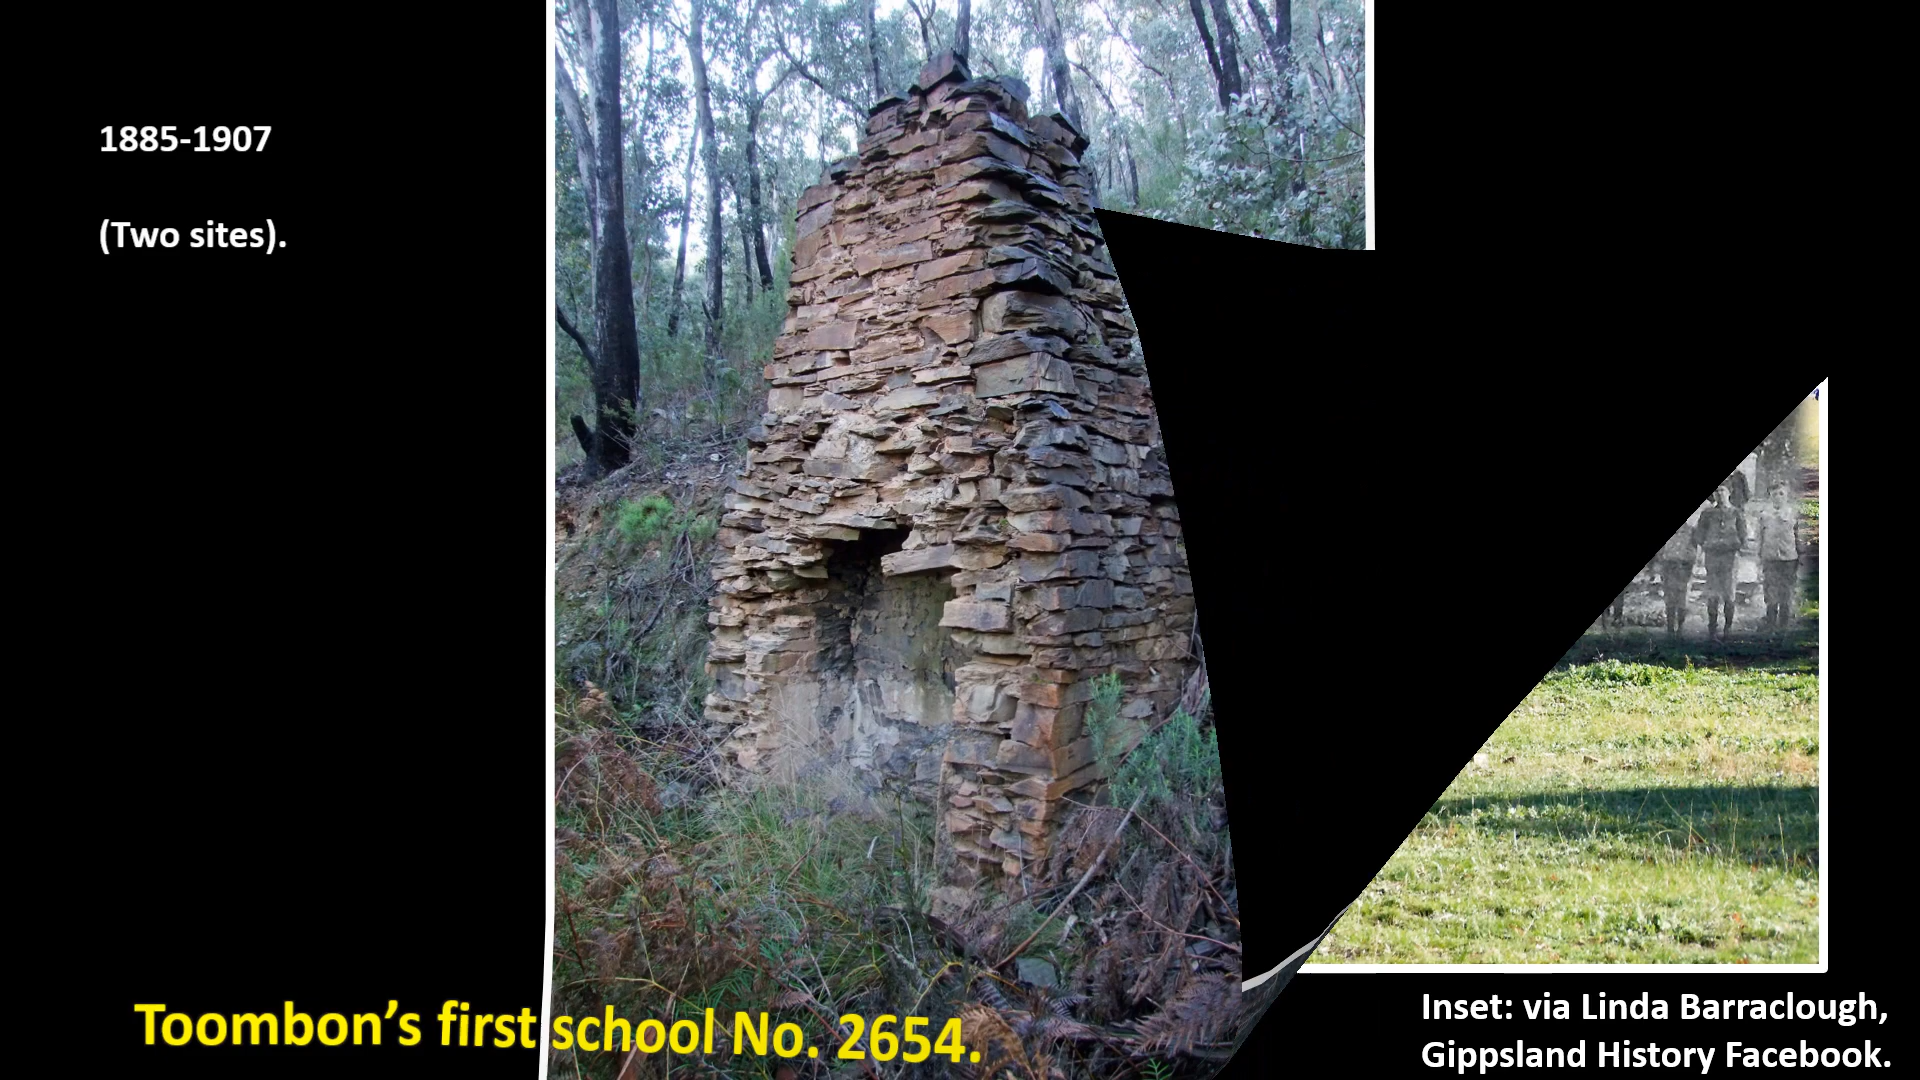 1885-1907
(Two sites).
Toombon’s first school No. 2654.
Inset: via Linda Barraclough,
Gippsland History Facebook.